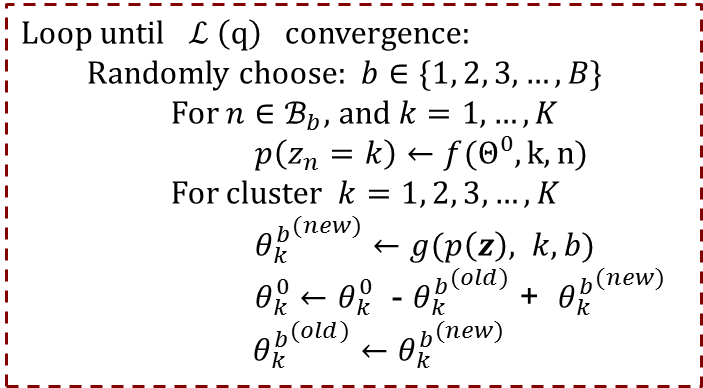 Loop until ℒ (q) convergence:
Randomly choose: b ∈ {1, 2, 3, …, B}
For n ∈ ℬ_b, and k = 1, …, K
p(z_n = k) ← f(Θ^0, k, n)
For cluster k = 1, 2, 3, …, K
θ_k^{b^{(new)}} ← g(p(𝒛), k, b)
θ_k^0 ← θ_k^0 - θ_k^{b^{(old)}} + θ_k^{b^{(new)}}
θ_k^{b^{(old)}} ← θ_k^{b^{(new)}}